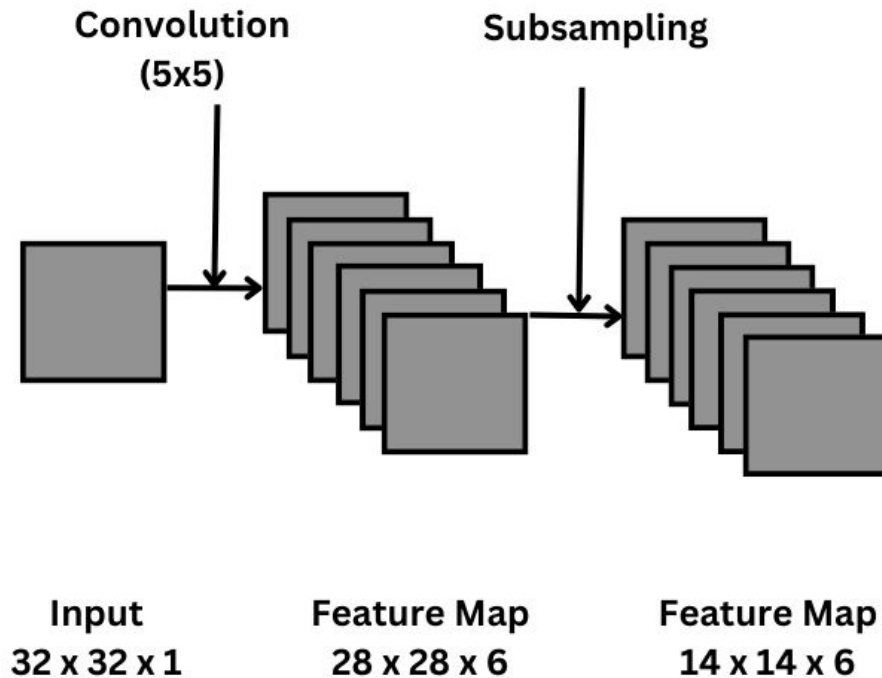 Convolution
(5x5)
Subsampling
Input
32 x 32 x 1
Feature Map
28 x 28 x 6
Feature Map
14 x 14 x 6